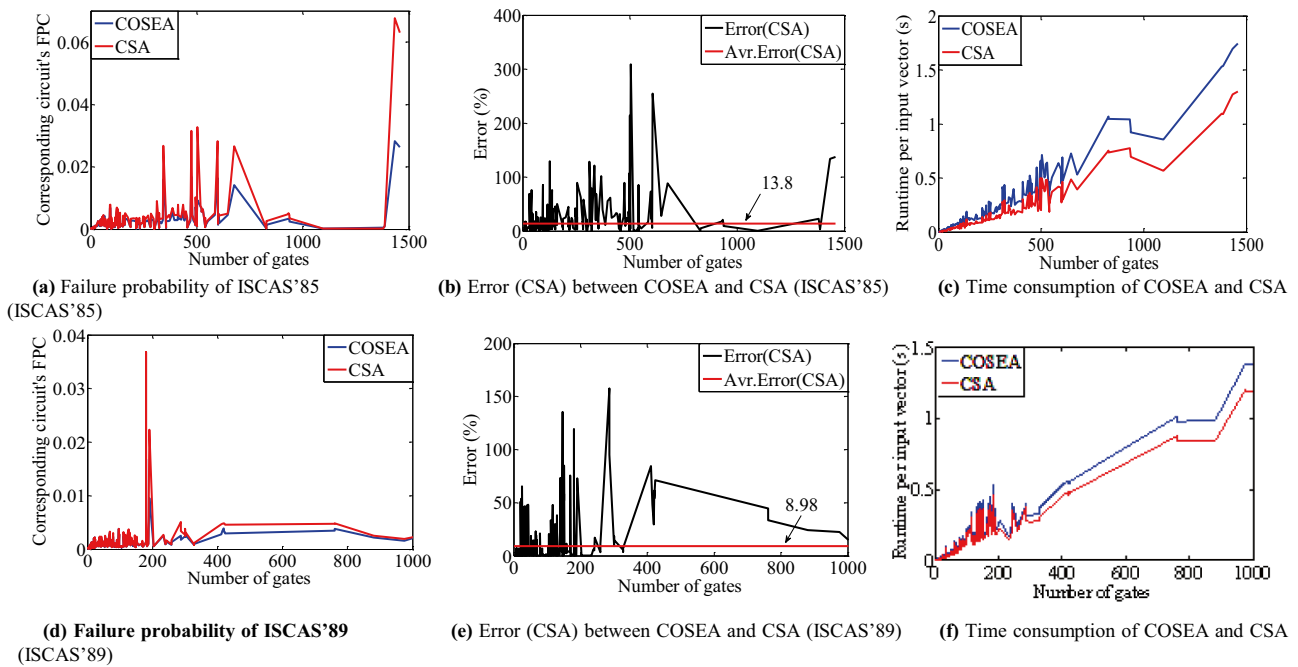 Corresponding circuit's FPC
0.06
0.04
0.02
0
COSEA
CSA
0
500
1000
1500
Number of gates
(a) Failure probability of ISCAS’85
(ISCAS’85)
Error (%)
400
300
200
100
0
Error(CSA)
Avr.Error(CSA)
13.8
0
500
1000
1500
Number of gates
(b) Error (CSA) between COSEA and CSA (ISCAS’85)
Runtime per input vector (s)
2
1.5
1
0.5
0
COSEA
CSA
0
500
1000
1500
Number of gates
(c) Time consumption of COSEA and CSA
Corresponding circuit's FPC
0.04
0.03
0.02
0.01
0
COSEA
CSA
0
200
400
600
800
1000
Number of gates
(d) Failure probability of ISCAS’89
(ISCAS’89)
Error (%)
200
150
100
50
0
Error(CSA)
Avr.Error(CSA)
8.98
0
200
400
600
800
1000
Number of gates
(e) Error (CSA) between COSEA and CSA (ISCAS’89)
Runtime per input vector (s)
1.5
1
0.5
0
COSEA
CSA
0
200
400
600
800
1000
Number of gates
(f) Time consumption of COSEA and CSA